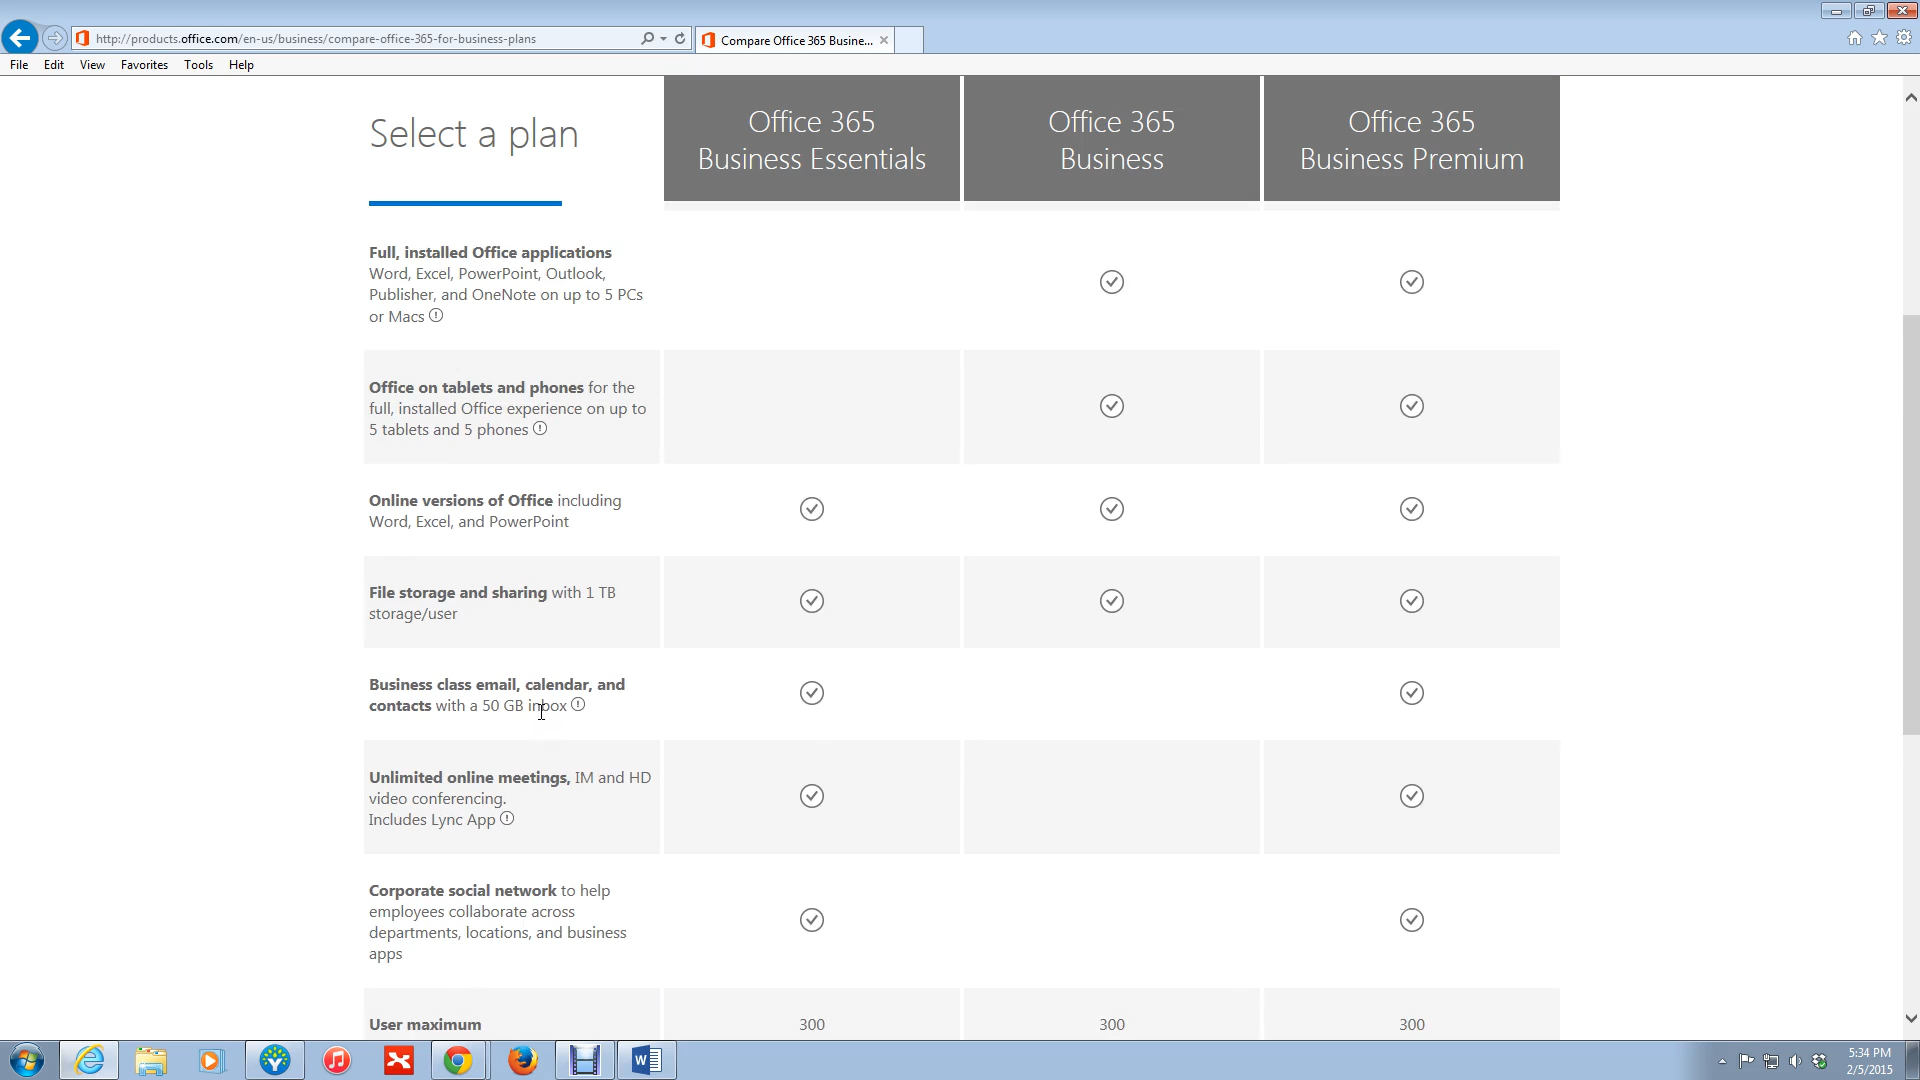 http://products.office.com/en-us/business/compare-office-365-for-business-plans
Compare Office 365 Busine...
File Edit View Favorites Tools Help
Select a plan
Office 365
Business Essentials
Office 365
Business
Office 365
Business Premium
Full, installed Office applications
Word, Excel, PowerPoint, Outlook,
Publisher, and OneNote on up to 5 PCs
or Macs
Office on tablets and phones for the
full, installed Office experience on up to
5 tablets and 5 phones
Online versions of Office including
Word, Excel, and PowerPoint
File storage and sharing with 1 TB
storage/user
Business class email, calendar, and
contacts with a 50 GB inbox
Unlimited online meetings, IM and HD
video conferencing.
Includes Lync App
Corporate social network to help
employees collaborate across
departments, locations, and business
apps
User maximum 300 300 300
5:34 PM
2/5/2015